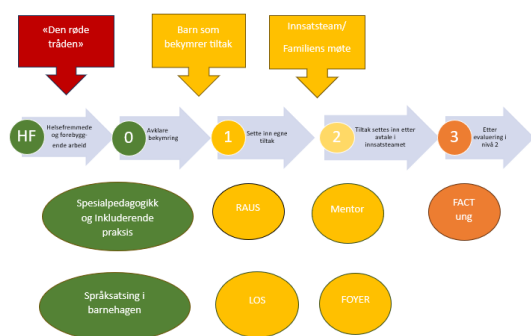 «Den røde
tråden»
Barn som
bekymrer tiltak
Innsatsteam/
Familiens møte
HF
Helsefremmede
og forebygg-
ende arbeid
0
Avklare
bekymring
1
Sette inn egne
tiltak
2
Tiltak settes inn etter
avtale i
innsatsteamet
3
Etter
evaluering i
nivå 2
Spesialpedagogikk
og Inkluderende
praksis
RAUS
Mentor
FACT
ung
Språksatsing i
barnehagen
LOS
FOYER